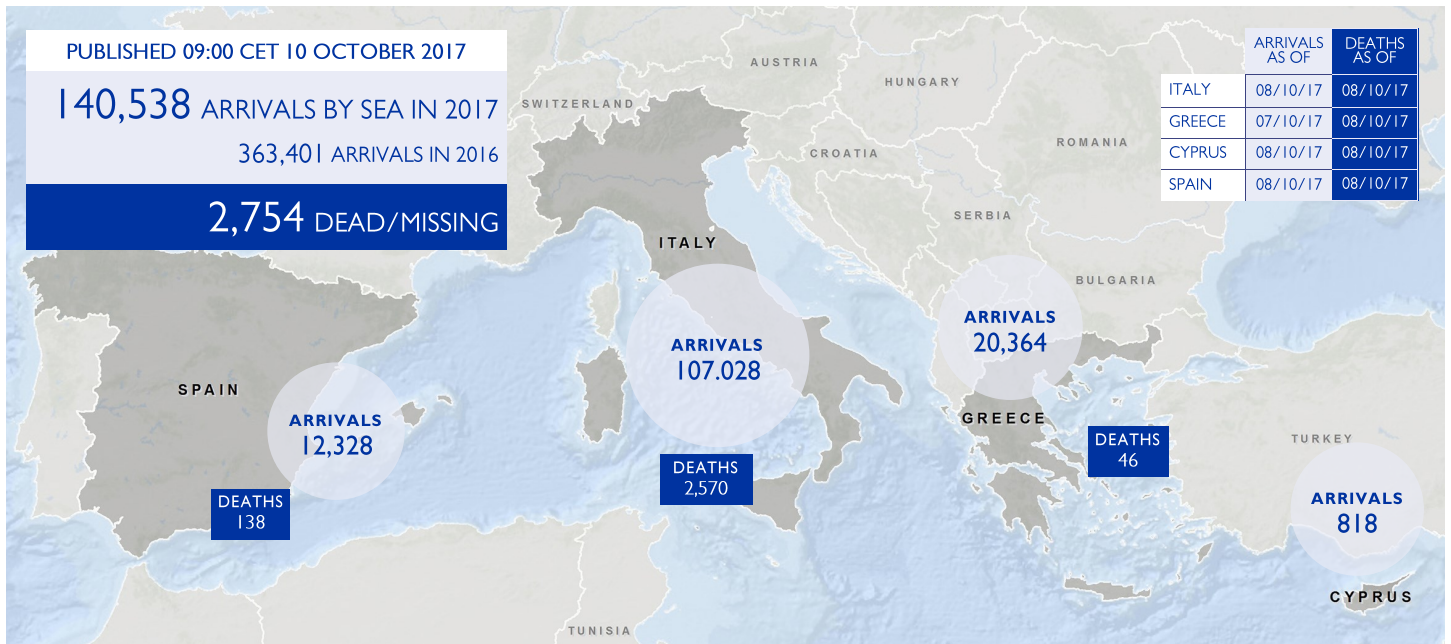 PUBLISHED 09:00 CET 10 OCTOBER 2017
140,538 ARRIVALS BY SEA IN 2017
363,401 ARRIVALS IN 2016
2,754 DEAD/MISSING
ARRIVALS AS OF
DEATHS AS OF
ITALY 08/10/17 08/10/17
GREECE 07/10/17 08/10/17
CYPRUS 08/10/17 08/10/17
SPAIN 08/10/17 08/10/17
AUSTRIA
HUNGARY
SWITZERLAND
ROMANIA
CROATIA
SERBIA
ITALY
BULGARIA
ARRIVALS
107.028
ARRIVALS
20,364
SPAIN
ARRIVALS
12,328
GREECE
DEATHS
46
TURKEY
DEATHS
2,570
DEATHS
138
ARRIVALS
818
CYPRUS
TUNISIA